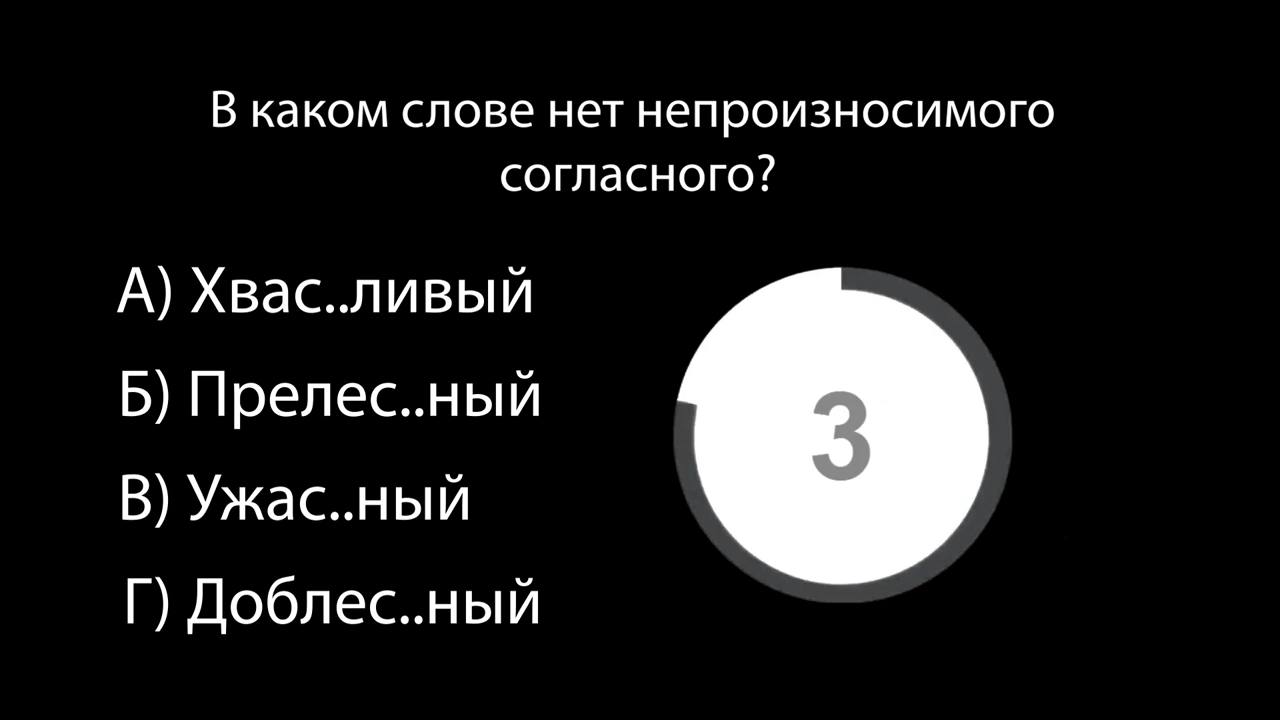 В каком слове нет непроизносимого
согласного?
А) Хвас..ливый
Б) Прелес..ный
В) Ужас..ный
Г) Доблес..ный
3